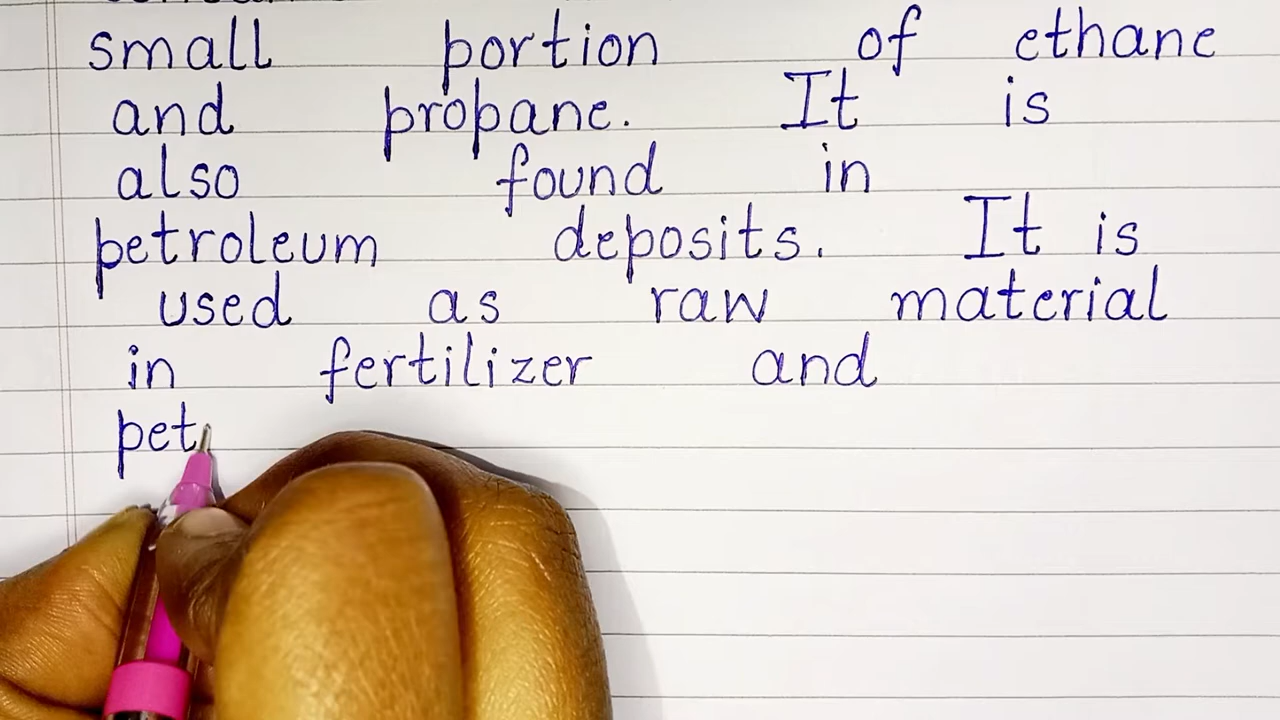 small portion of ethane
and propane. It is
also found in
petroleum deposits. It is
used as raw material
in fertilizer and
pet